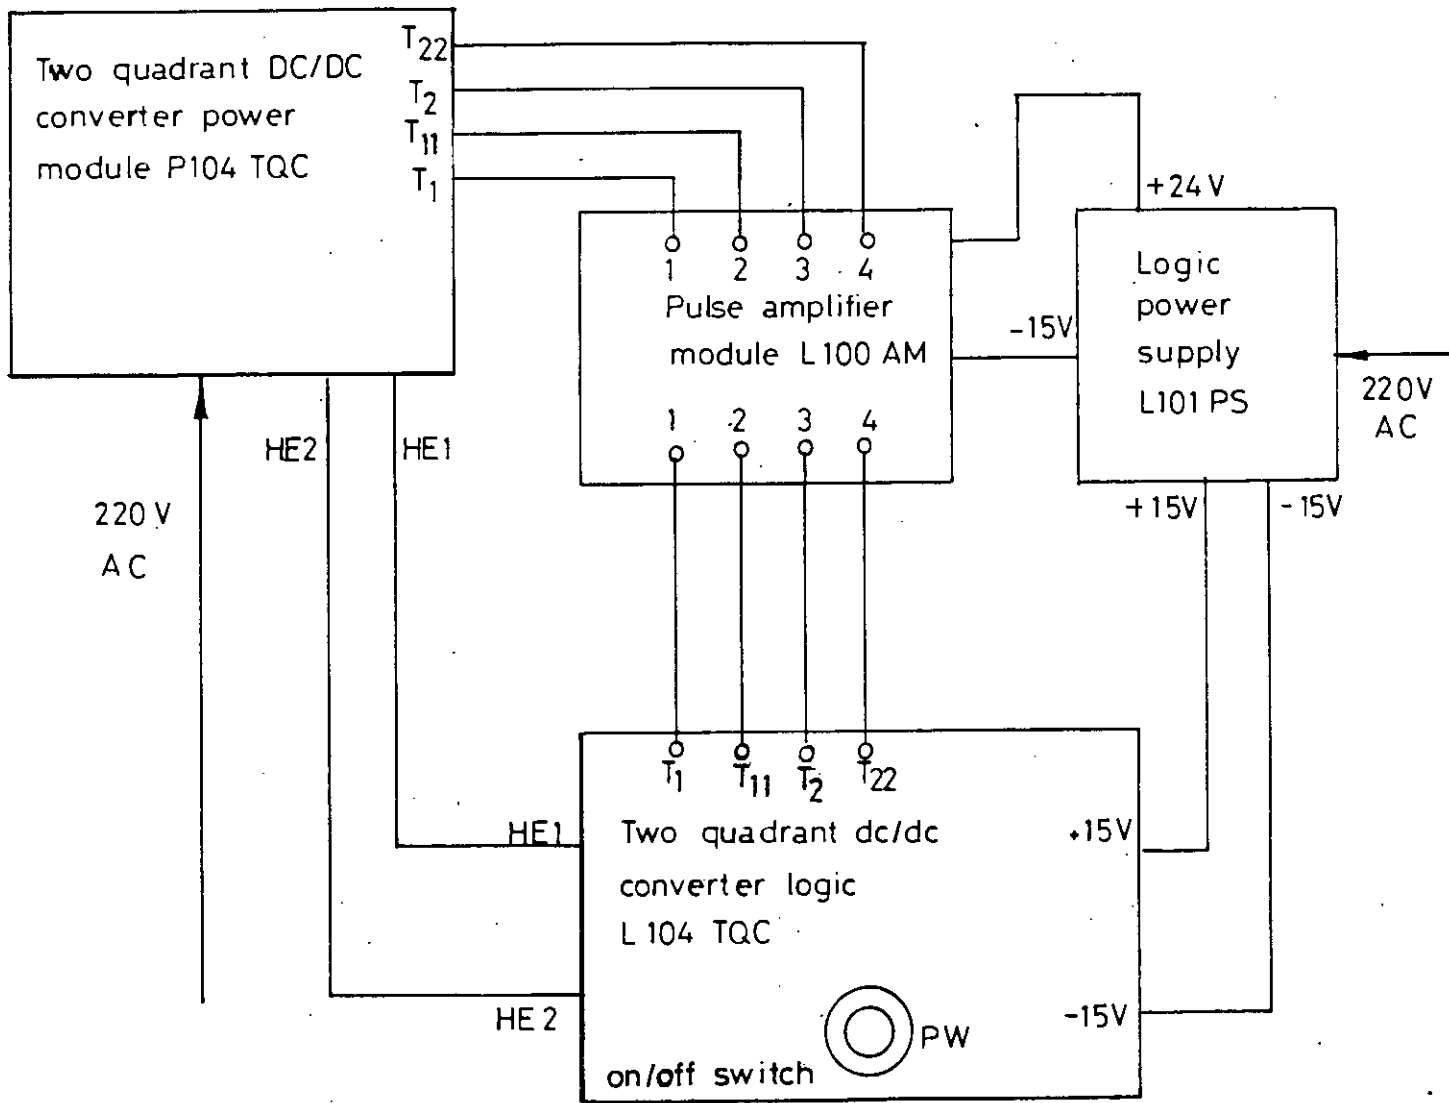 Two quadrant DC/DC
converter power
module P104 TQC
T22
T2
T11
T1
+24V
1 2 3 4
Pulse amplifier
module L100 AM
1 2 3 4
-15V
Logic
power
supply
L101 PS
220V
AC
+15V
-15V
HE2
HE1
220 V
AC
T1 T11 T2 T22
HE1
Two quadrant dc/dc
converter logic
L 104 TQC
+15V
HE 2
-15V
PW
on/off switch